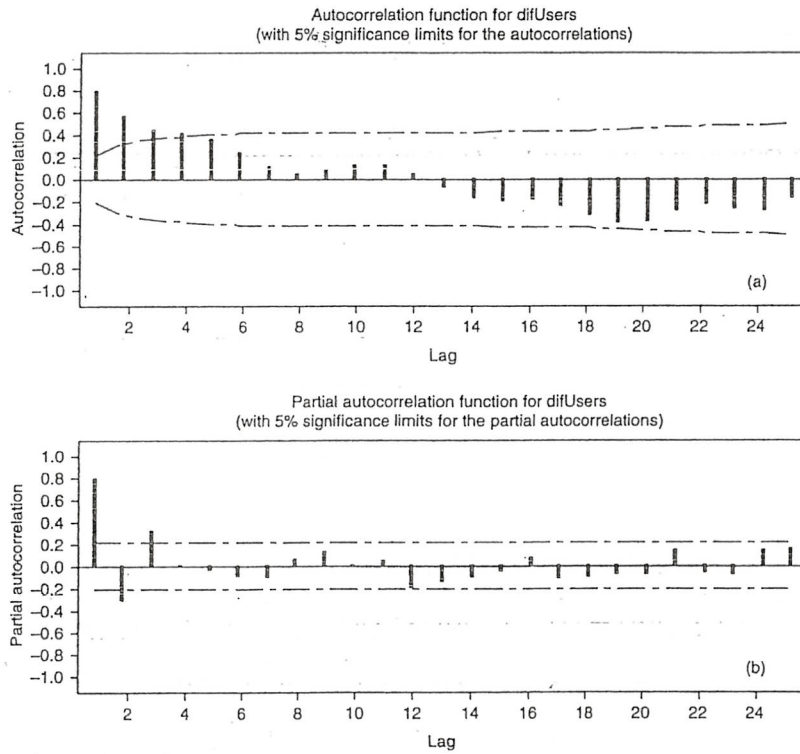 Autocorrelation function for difUsers
(with 5% significance limits for the autocorrelations)
Autocorrelation
1.0
0.8
0.6
0.4
0.2
0.0
−0.2
−0.4
−0.6
−0.8
−1.0
(a)
2 4 6 8 10 12 14 16 18 20 22 24
Lag
Partial autocorrelation function for difUsers
(with 5% significance limits for the partial autocorrelations)
Partial autocorrelation
1.0
0.8
0.6
0.4
0.2
0.0
−0.2
−0.4
−0.6
−0.8
−1.0
(b)
2 4 6 8 10 12 14 16 18 20 22 24
Lag